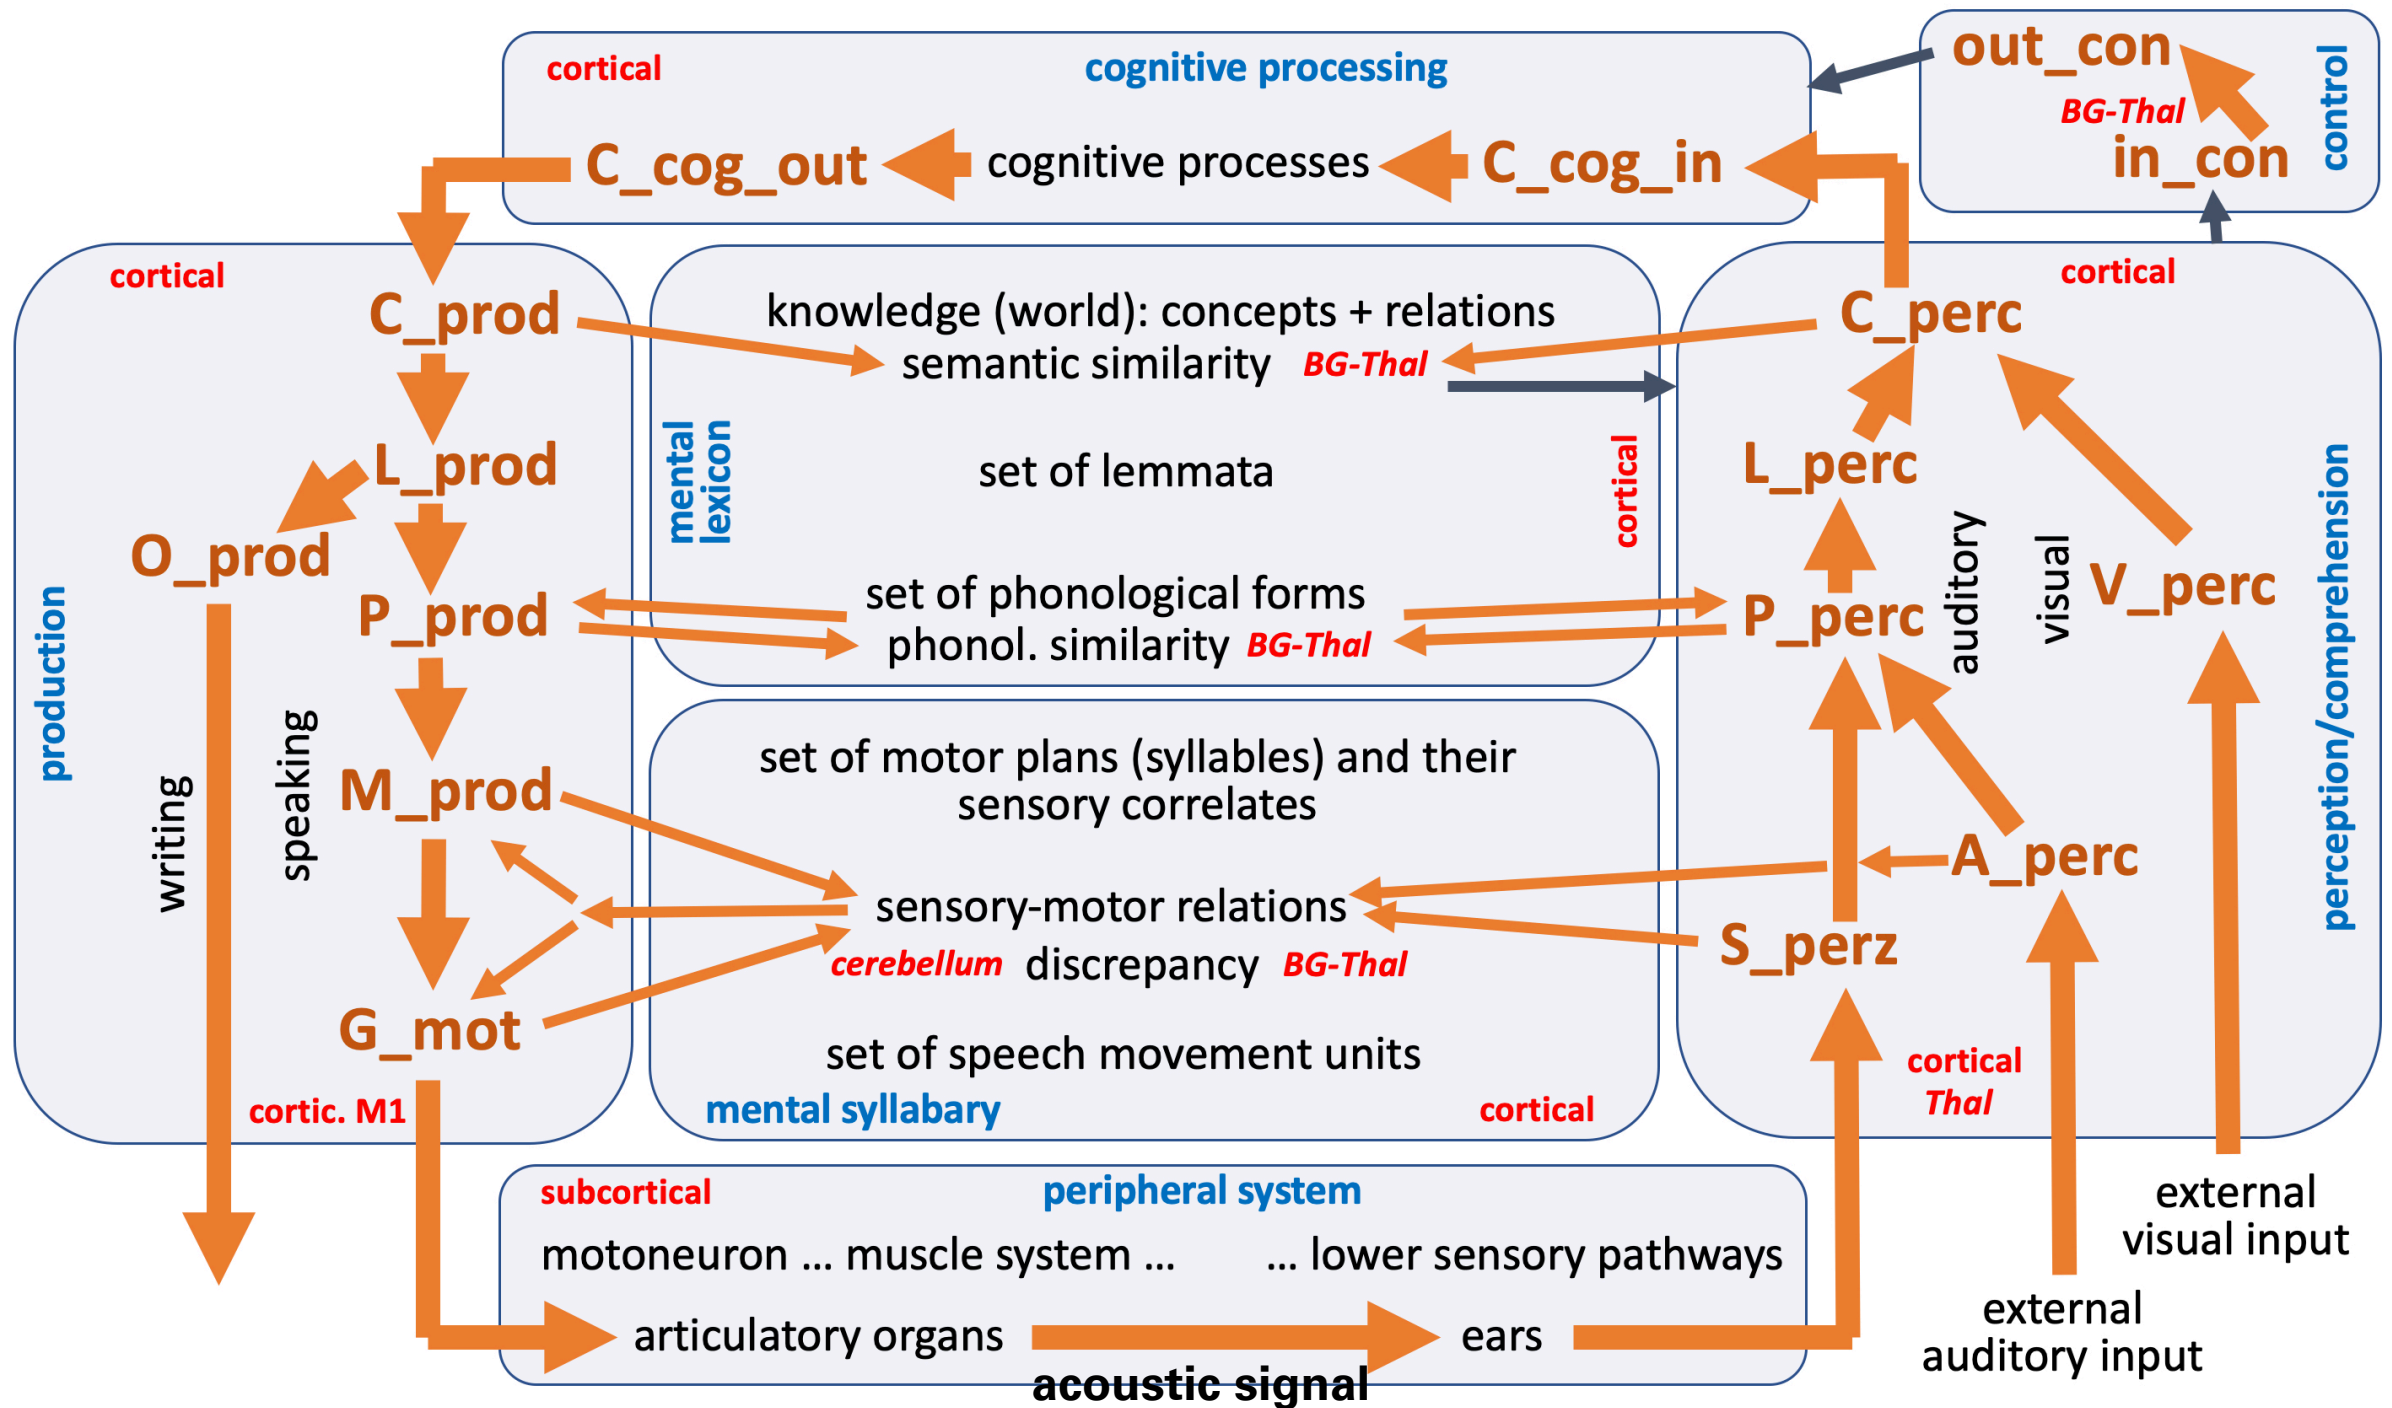 cortical
cognitive processing
C_cog_out
cognitive processes
C_cog_in
out_con
BG-Thal
in_con
control
cortical
C_prod
L_prod
O_prod
P_prod
M_prod
G_mot
production
writing
speaking
cortic. M1
knowledge (world): concepts + relations
semantic similarity BG-Thal
mental
lexicon
set of lemmata
cortical
set of phonological forms
phonol. similarity BG-Thal
set of motor plans (syllables) and their
sensory correlates
sensory-motor relations
cerebellum discrepancy BG-Thal
set of speech movement units
mental syllabary
cortical
cortical
C_perc
L_perc
P_perc
auditory
visual
V_perc
A_perc
S_perz
perception/comprehension
cortical
Thal
subcortical
peripheral system
motoneuron ... muscle system ...
... lower sensory pathways
articulatory organs
ears
acoustic signal
external
visual input
external
auditory input